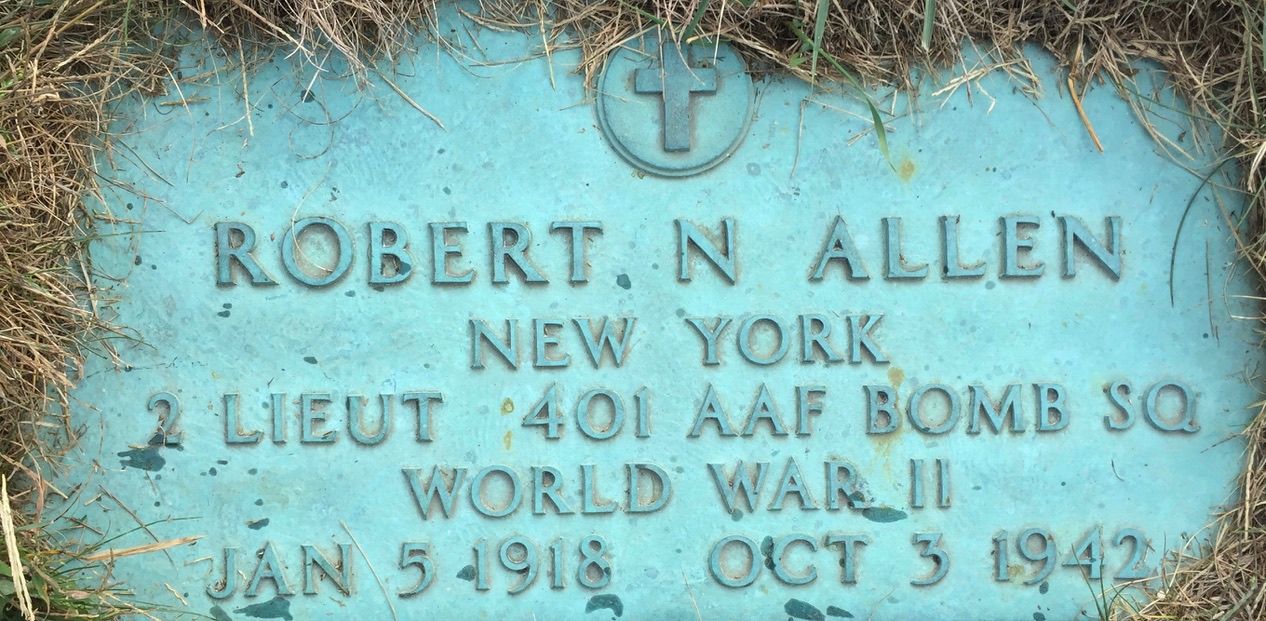 ROBERT N ALLEN
NEW YORK
2 LIEUT 401 AAF BOMB SQ
WORLD WAR II
JAN 5 1918 OCT 3 1942